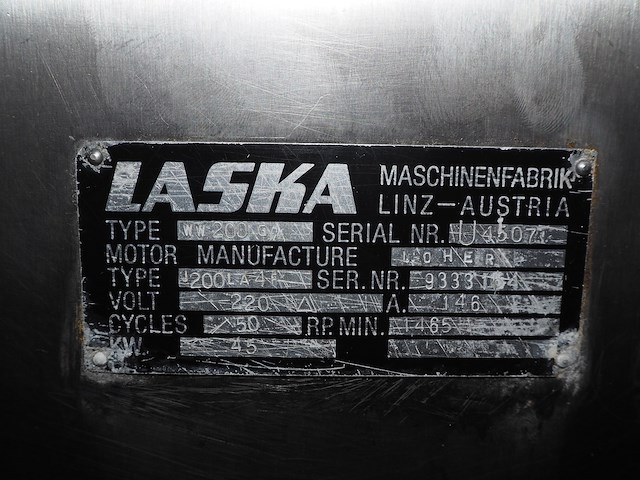 LASKA MASCHINENFABRIK
LINZ-AUSTRIA
TYPE SERIAL NR.
MOTOR MANUFACTURE LOHER
TYPE SER.NR.
VOLT 220 A. 146
CYCLES 50 R.P.MIN. 1465
KW 45